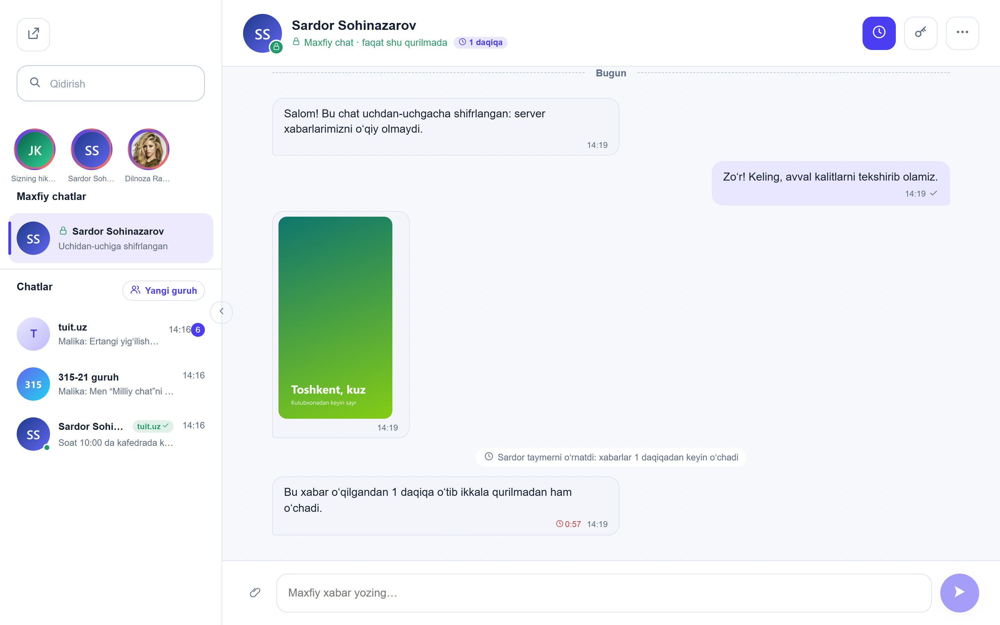 Qidirish
JK
SS
Sizning hik…
Sardor Soh…
Dilnoza Ra…
Maxfiy chatlar
SS
Sardor Sohinazarov
Uchidan-uchiga shifrlangan
Chatlar
Yangi guruh
T
tuit.uz
14:16
6
Malika: Ertangi yig‘ilish…
315
315-21 guruh
14:16
Malika: Men “Milliy chat”ni …
SS
Sardor Sohi…
tuit.uz
14:16
Soat 10:00 da kafedrada k…
SS
Sardor Sohinazarov
Maxfiy chat · faqat shu qurilmada
1 daqiqa
Bugun
Salom! Bu chat uchdan-uchgacha shifrlangan: server
xabarlarimizni o‘qiy olmaydi.
14:19
Zo‘r! Keling, avval kalitlarni tekshirib olamiz.
14:19
Toshkent, kuz
Kutubxonadan keyin sayr
14:19
Sardor taymerni o‘rnatdi: xabarlar 1 daqiqadan keyin o‘chadi
Bu xabar o‘qilgandan 1 daqiqa o‘tib ikkala qurilmadan ham
o‘chadi.
0:57 14:19
Maxfiy xabar yozing…